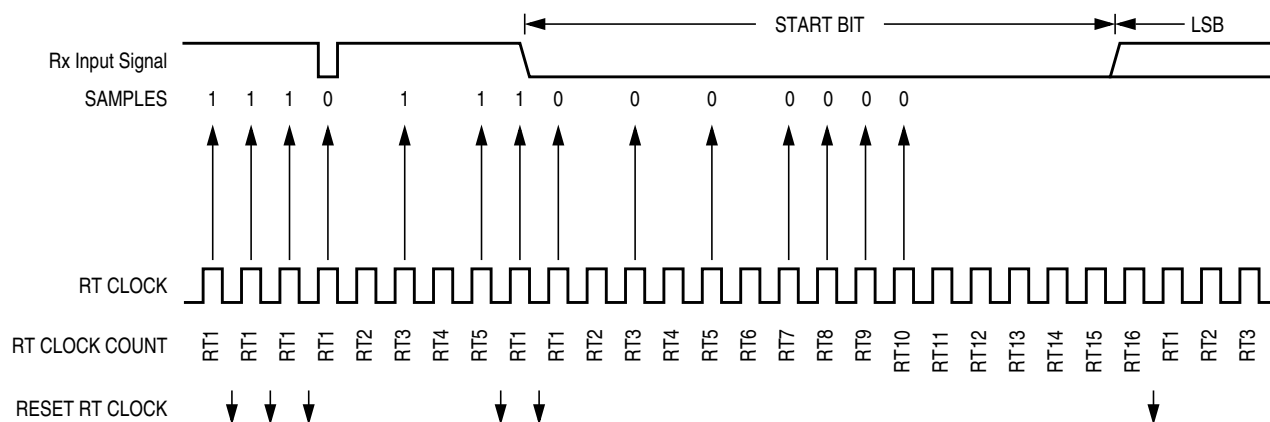 START BIT LSB
Rx Input Signal
SAMPLES 1 1 1 0 1 1 1 0 0 0 0 0 0 0
RT CLOCK
RT CLOCK COUNT RT1 RT1 RT1 RT1 RT2 RT3 RT4 RT5 RT1 RT1 RT2 RT3 RT4 RT5 RT6 RT7 RT8 RT9 RT10 RT11 RT12 RT13 RT14 RT15 RT16 RT1 RT2 RT3
RESET RT CLOCK